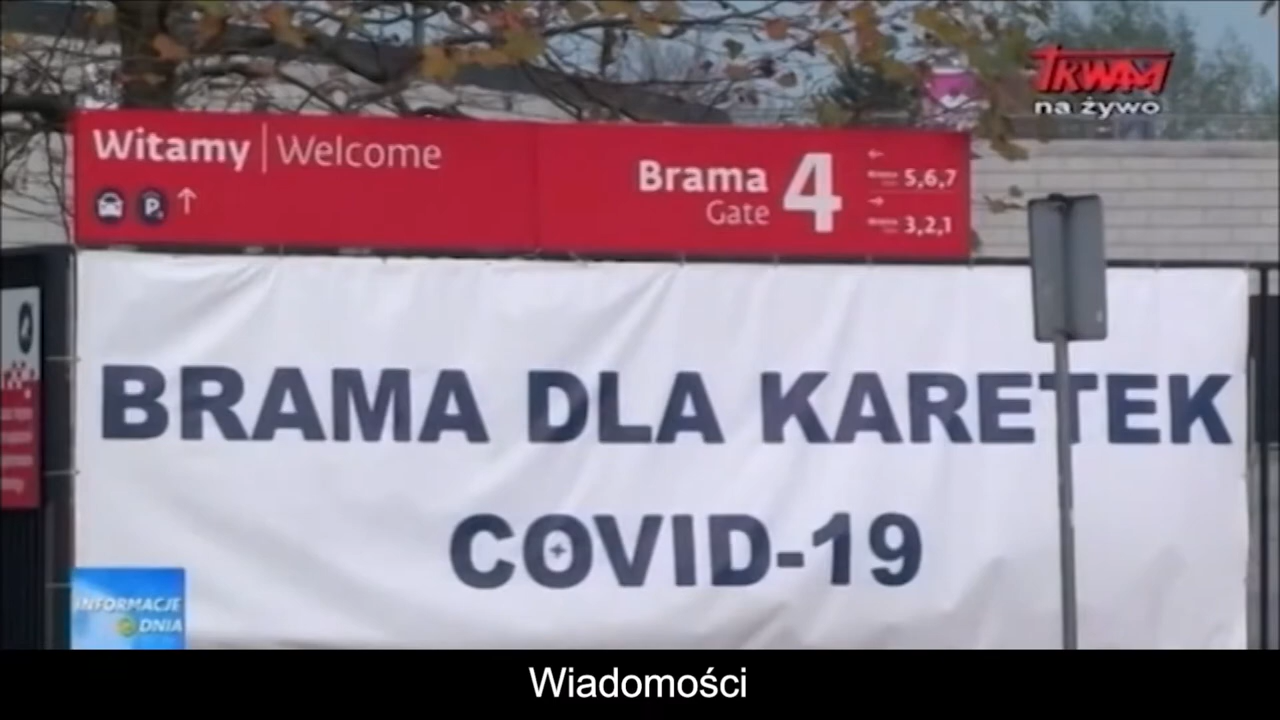 TRWAM
na żywo
Witamy | Welcome
P
Brama 4
Gate
5,6,7
3,2,1
BRAMA DLA KARETEK
COVID-19
INFORMACJE
DNIA
Wiadomości